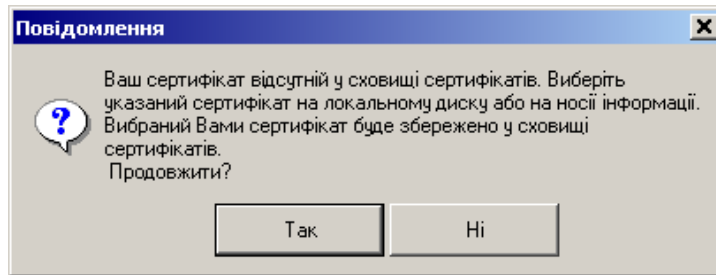 Повідомлення
Ваш сертифікат відсутній у сховищі сертифікатів. Виберіть
указаний сертифікат на локальному диску або на носії інформації.
Вибраний Вами сертифікат буде збережено у сховищі
сертифікатів.
Продовжити?
Так
Ні